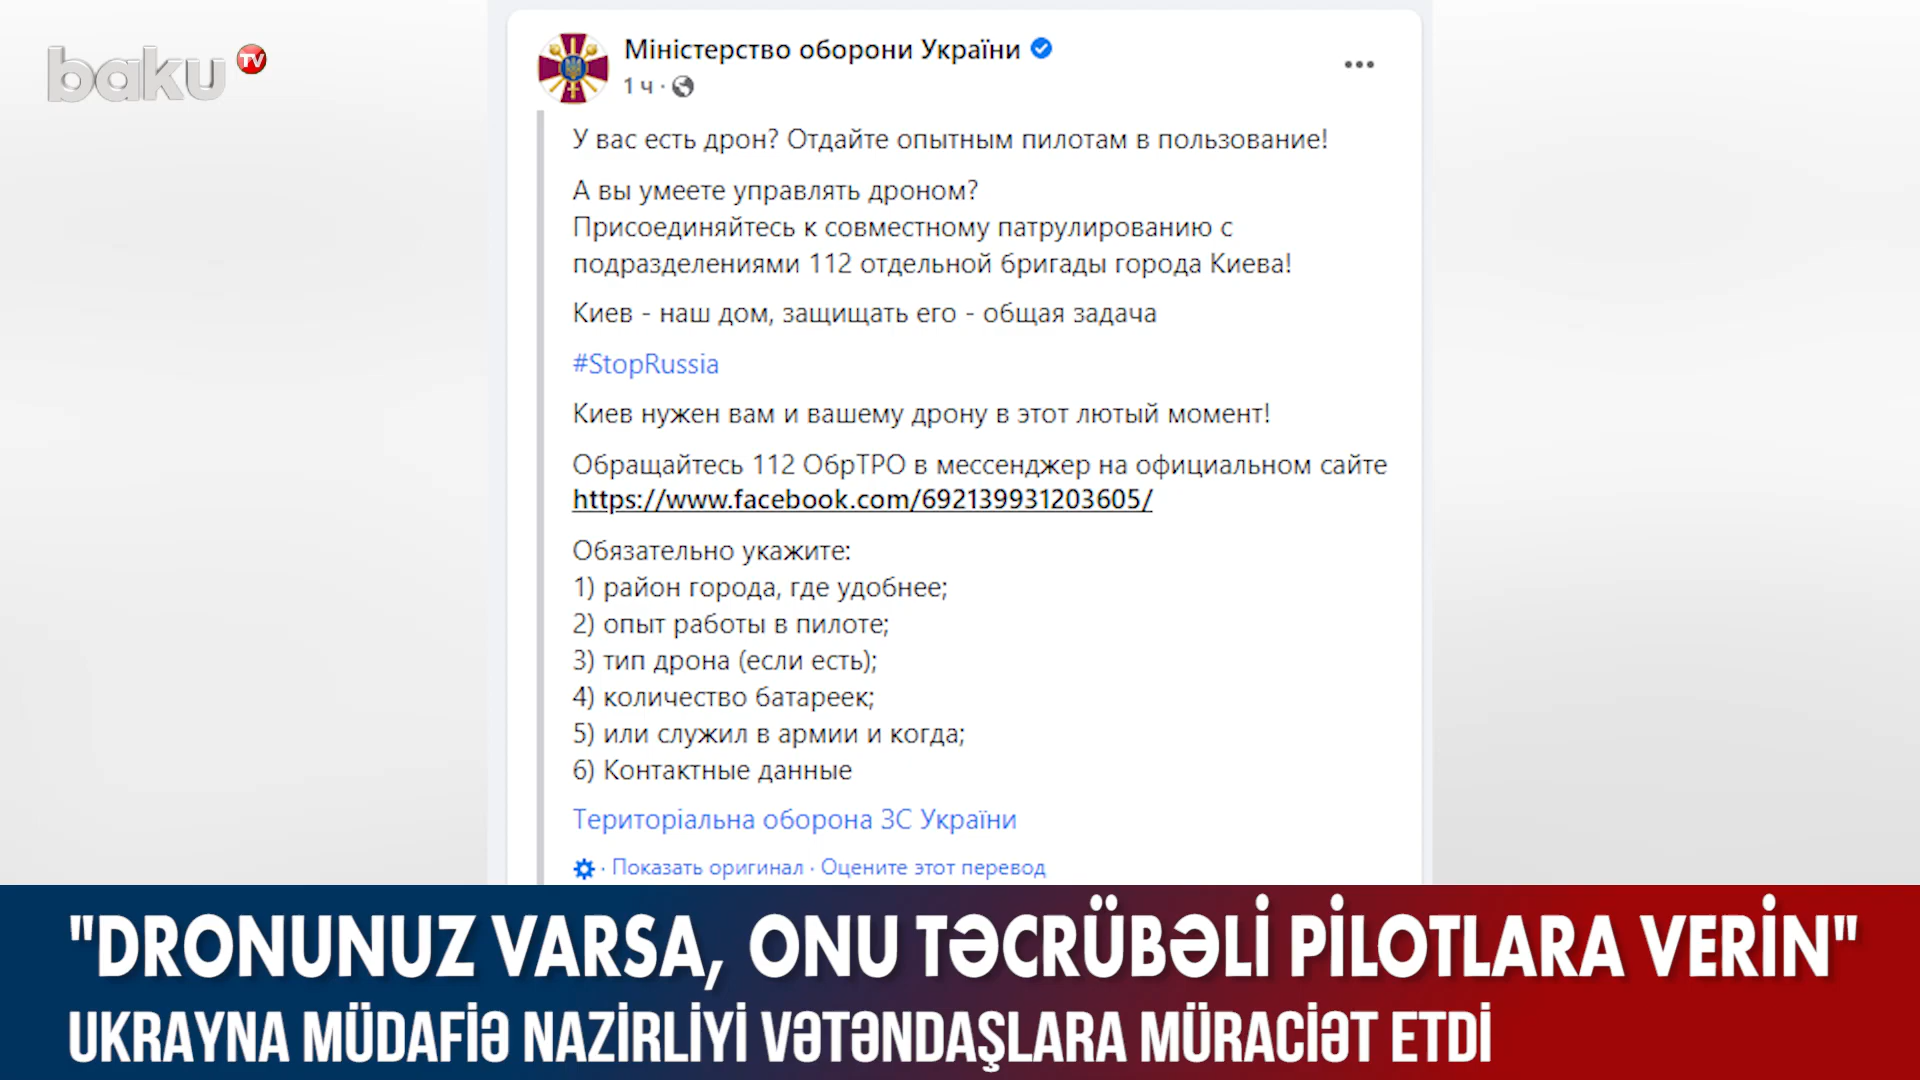 baku TV
Міністерство оборони України
1 ч ·
У вас есть дрон? Отдайте опытным пилотам в пользование!
А вы умеете управлять дроном?
Присоединяйтесь к совместному патрулированию с
подразделениями 112 отдельной бригады города Киева!
Киев - наш дом, защищать его - общая задача
#StopRussia
Киев нужен вам и вашему дрону в этот лютый момент!
Обращайтесь 112 ОбрТРО в мессенджер на официальном сайте
https://www.facebook.com/692139931203605/
Обязательно укажите:
1) район города, где удобнее;
2) опыт работы в пилоте;
3) тип дрона (если есть);
4) количество батареек;
5) или служил в армии и когда;
6) Контактные данные
Територіальна оборона ЗС України
· Показать оригинал · Оцените этот перевод
"DRONUNUZ VARSA, ONU TƏCRÜBƏLİ PİLOTLARA VERİN"
UKRAYNA MÜDAFİƏ NAZİRLİYİ VƏTƏNDAŞLARA MÜRACİƏT ETDİ